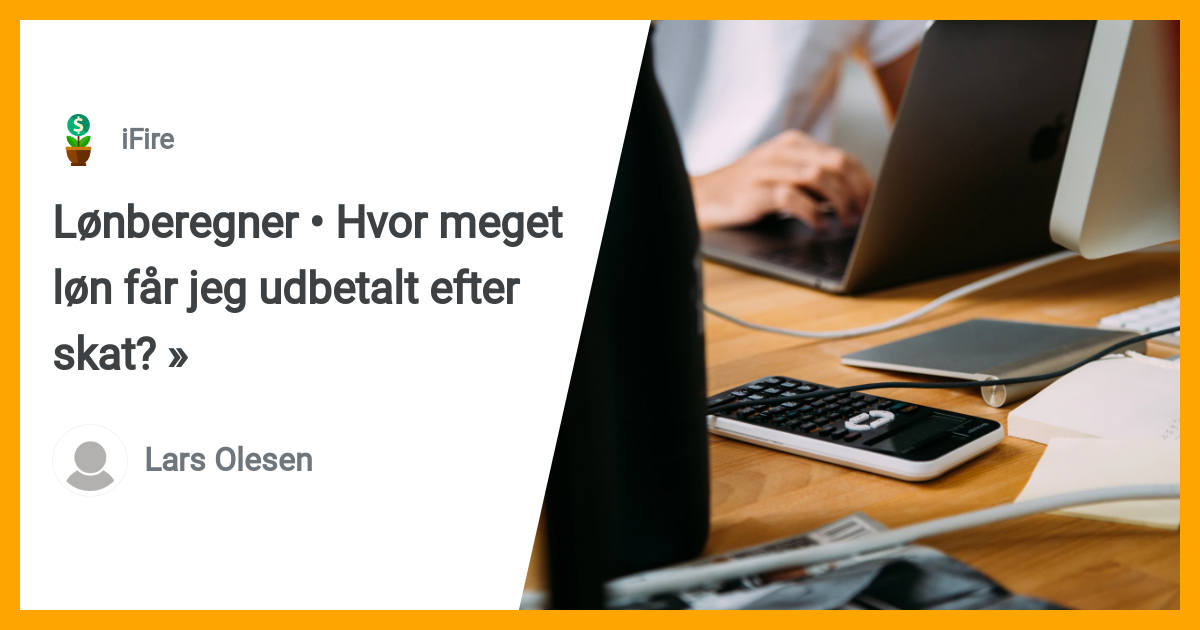 iFire
Lønberegner • Hvor meget
løn får jeg udbetalt efter
skat? »
Lars Olesen